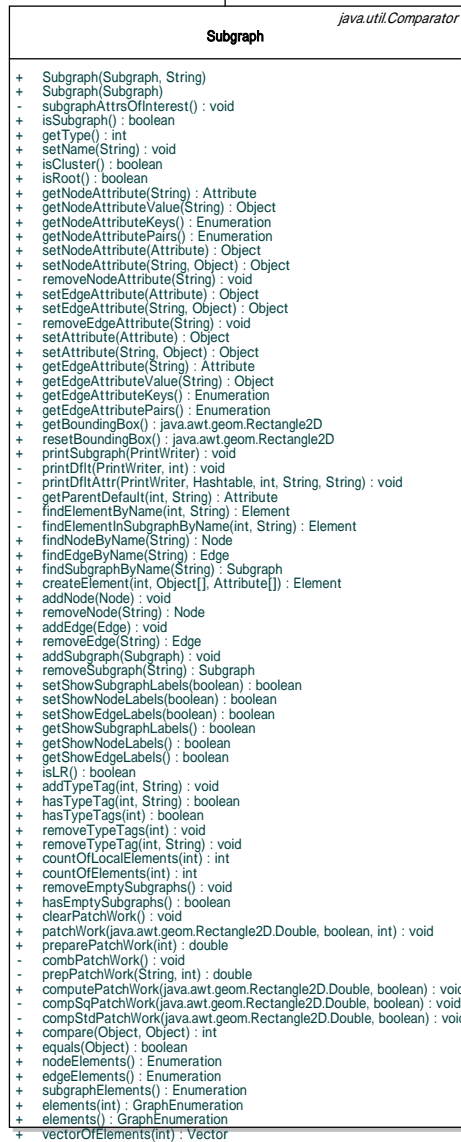 java.util.Comparator
Subgraph
+ Subgraph(Subgraph, String)
+ Subgraph(Subgraph)
- subgraphAttrsOfInterest() : void
+ isSubgraph() : boolean
+ getType() : int
+ setName(String) : void
+ isCluster() : boolean
+ isRoot() : boolean
+ getNodeAttribute(String) : Attribute
+ getNodeAttributeValue(String) : Object
+ getNodeAttributeKeys() : Enumeration
+ getNodeAttributePairs() : Enumeration
+ setNodeAttribute(Attribute) : Object
+ setNodeAttribute(String, Object) : Object
- removeNodeAttribute(String) : void
+ setEdgeAttribute(Attribute) : Object
+ setEdgeAttribute(String, Object) : Object
- removeEdgeAttribute(String) : void
+ setAttribute(Attribute) : Object
+ setAttribute(String, Object) : Object
+ getEdgeAttribute(String) : Attribute
+ getEdgeAttributeValue(String) : Object
+ getEdgeAttributeKeys() : Enumeration
+ getEdgeAttributePairs() : Enumeration
+ getBoundingBox() : java.awt.geom.Rectangle2D
+ resetBoundingBox() : java.awt.geom.Rectangle2D
+ printSubgraph(PrintWriter) : void
- printDflt(PrintWriter, int) : void
- printDfltAttr(PrintWriter, Hashtable, int, String, String) : void
- getParentDefault(int, String) : Attribute
- findElementByName(int, String) : Element
- findElementInSubgraphByName(int, String) : Element
+ findNodeByName(String) : Node
+ findEdgeByName(String) : Edge
+ findSubgraphByName(String) : Subgraph
+ createElement(int, Object[], Attribute[]) : Element
+ addNode(Node) : void
+ removeNode(String) : Node
+ addEdge(Edge) : void
+ removeEdge(String) : Edge
+ addSubgraph(Subgraph) : void
+ removeSubgraph(String) : Subgraph
+ setShowSubgraphLabels(boolean) : boolean
+ setShowNodeLabels(boolean) : boolean
+ setShowEdgeLabels(boolean) : boolean
+ getShowSubgraphLabels() : boolean
+ getShowNodeLabels() : boolean
+ getShowEdgeLabels() : boolean
+ isLR() : boolean
+ addTypeTag(int, String) : void
+ hasTypeTag(int, String) : boolean
+ hasTypeTags(int) : boolean
+ removeTypeTags(int) : void
+ removeTypeTag(int, String) : void
+ countOfLocalElements(int) : int
+ countOfElements(int) : int
+ removeEmptySubgraphs() : void
+ hasEmptySubgraphs() : boolean
+ clearPatchWork() : void
+ patchWork(java.awt.geom.Rectangle2D.Double, boolean, int) : void
+ preparePatchWork(int) : double
- combPatchWork() : void
- prepPatchWork(String, int) : double
+ computePatchWork(java.awt.geom.Rectangle2D.Double, boolean) : void
- compSqPatchWork(java.awt.geom.Rectangle2D.Double, boolean) : void
- compStdPatchWork(java.awt.geom.Rectangle2D.Double, boolean) : void
+ compare(Object, Object) : int
+ equals(Object) : boolean
+ nodeElements() : Enumeration
+ edgeElements() : Enumeration
+ subgraphElements() : Enumeration
+ elements(int) : GraphEnumeration
+ elements() : GraphEnumeration
+ vectorOfElements(int) : Vector